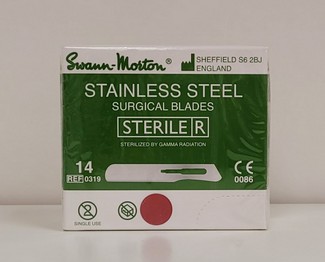 Swann-Morton®
SHEFFIELD S6 2BJ
ENGLAND
STAINLESS STEEL
SURGICAL BLADES
STERILE R
STERILIZED BY GAMMA RADIATION
14
REF 0319
CE
0086
2
SINGLE USE